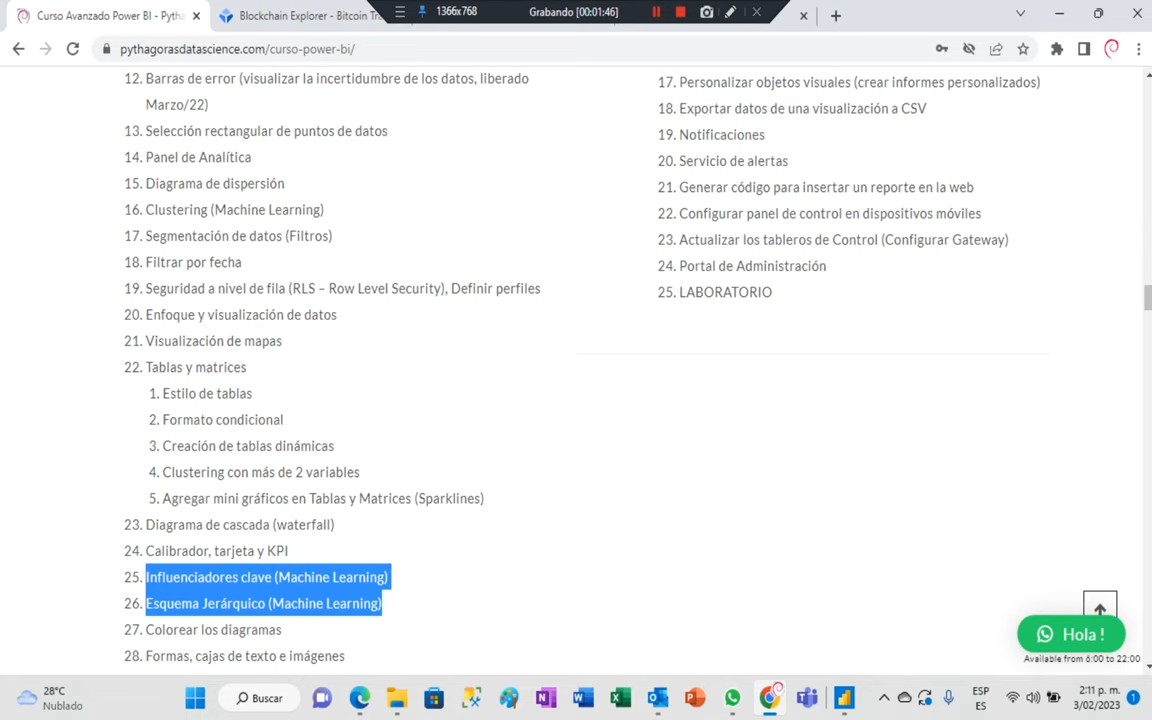 Curso Avanzado Power BI - Pytha
Blockchain Explorer - Bitcoin Tra
1366x768
Grabando [00:01:46]
pythagorasdatascience.com/curso-power-bi/
12. Barras de error (visualizar la incertidumbre de los datos, liberado
Marzo/22)
13. Selección rectangular de puntos de datos
14. Panel de Analítica
15. Diagrama de dispersión
16. Clustering (Machine Learning)
17. Segmentación de datos (Filtros)
18. Filtrar por fecha
19. Seguridad a nivel de fila (RLS – Row Level Security), Definir perfiles
20. Enfoque y visualización de datos
21. Visualización de mapas
22. Tablas y matrices
1. Estilo de tablas
2. Formato condicional
3. Creación de tablas dinámicas
4. Clustering con más de 2 variables
5. Agregar mini gráficos en Tablas y Matrices (Sparklines)
23. Diagrama de cascada (waterfall)
24. Calibrador, tarjeta y KPI
25. Influenciadores clave (Machine Learning)
26. Esquema Jerárquico (Machine Learning)
27. Colorear los diagramas
28. Formas, cajas de texto e imágenes
17. Personalizar objetos visuales (crear informes personalizados)
18. Exportar datos de una visualización a CSV
19. Notificaciones
20. Servicio de alertas
21. Generar código para insertar un reporte en la web
22. Configurar panel de control en dispositivos móviles
23. Actualizar los tableros de Control (Configurar Gateway)
24. Portal de Administración
25. LABORATORIO
Hola !
Available from 6:00 to 22:00
28°C
Nublado
Buscar
ESP
ES
2:11 p. m.
3/02/2023
1